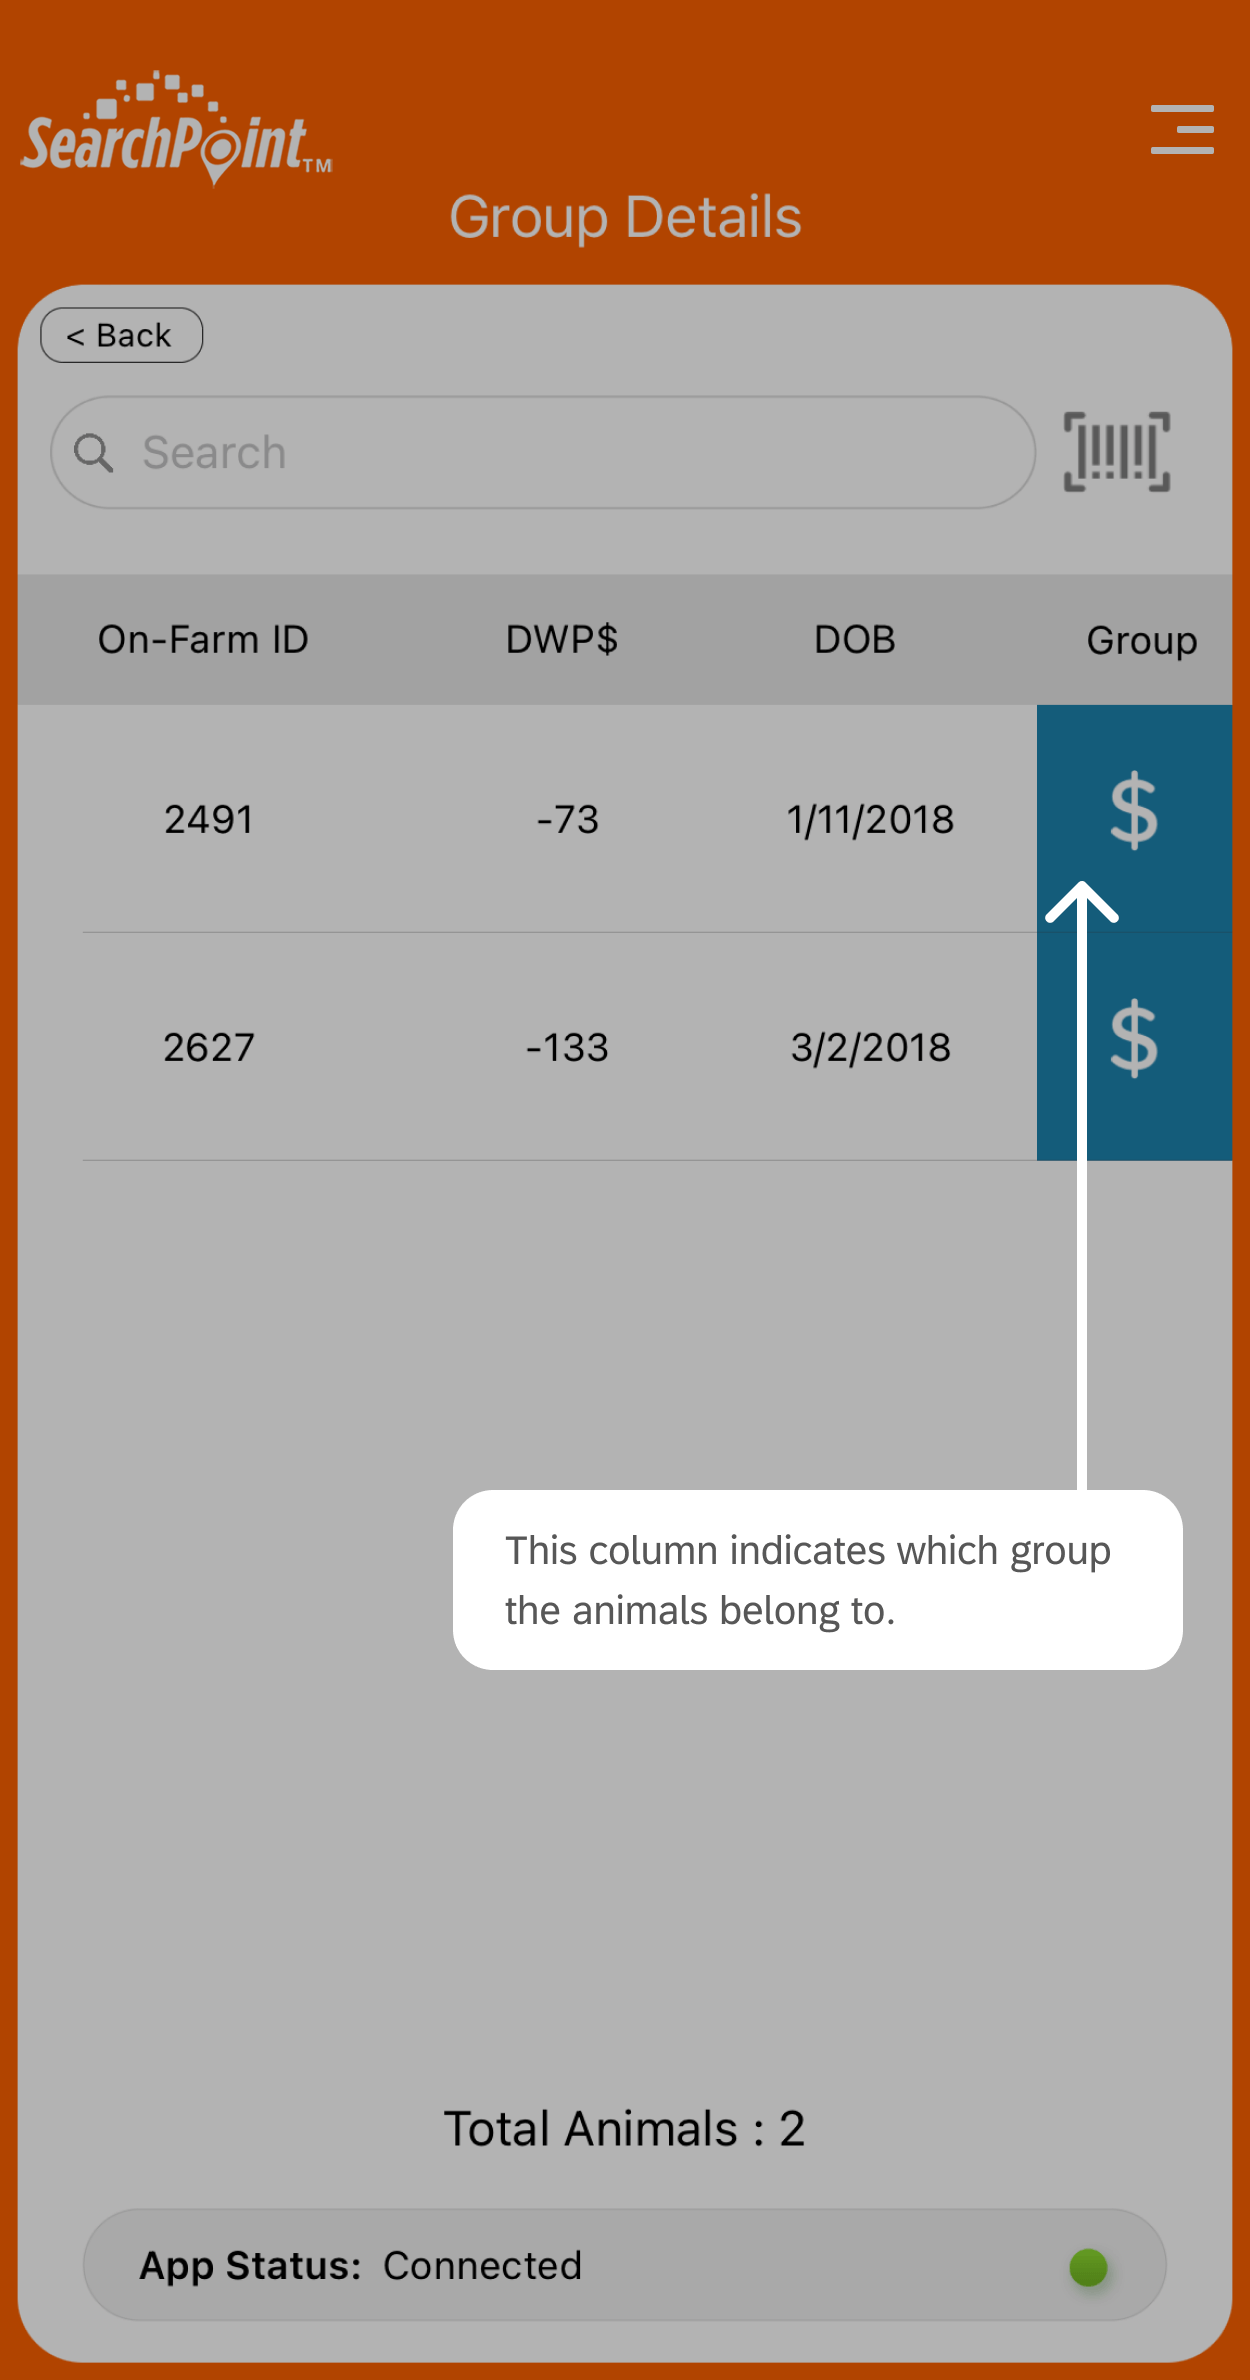 SearchPoint™
Group Details
< Back
Search
On-Farm ID DWP$ DOB Group
2491 -73 1/11/2018 $
2627 -133 3/2/2018 $
This column indicates which group
the animals belong to.
Total Animals : 2
App Status: Connected